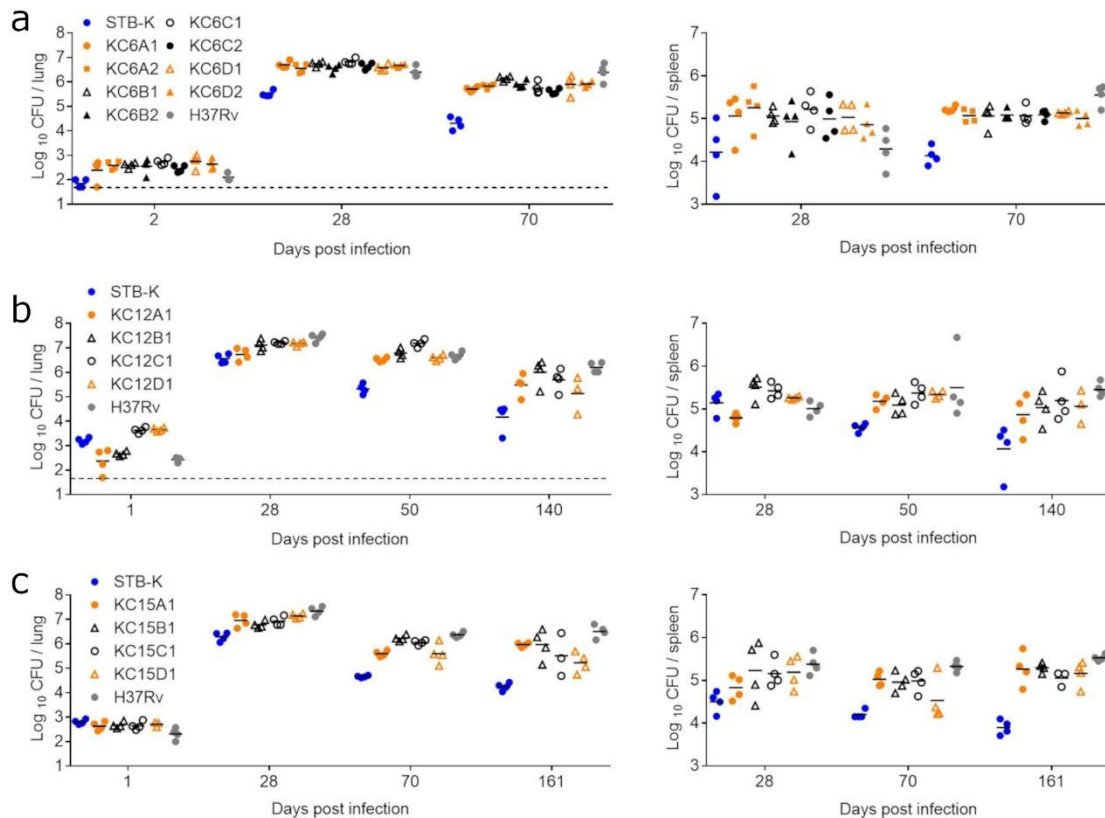 a
STB-K
KC6A1
KC6A2
KC6B1
KC6B2
KC6C1
KC6C2
KC6D1
KC6D2
H37Rv
Log 10 CFU / lung
8
7
6
5
4
3
2
1
2 28 70
Days post infection
Log 10 CFU / spleen
7
6
5
4
3
28 70
Days post infection
b
STB-K
KC12A1
KC12B1
KC12C1
KC12D1
H37Rv
Log 10 CFU / lung
8
7
6
5
4
3
2
1
1 28 50 140
Days post infection
Log 10 CFU / spleen
7
6
5
4
3
28 50 140
Days post infection
c
STB-K
KC15A1
KC15B1
KC15C1
KC15D1
H37Rv
Log 10 CFU / lung
8
7
6
5
4
3
2
1
1 28 70 161
Days post infection
Log 10 CFU / spleen
7
6
5
4
3
28 70 161
Days post infection